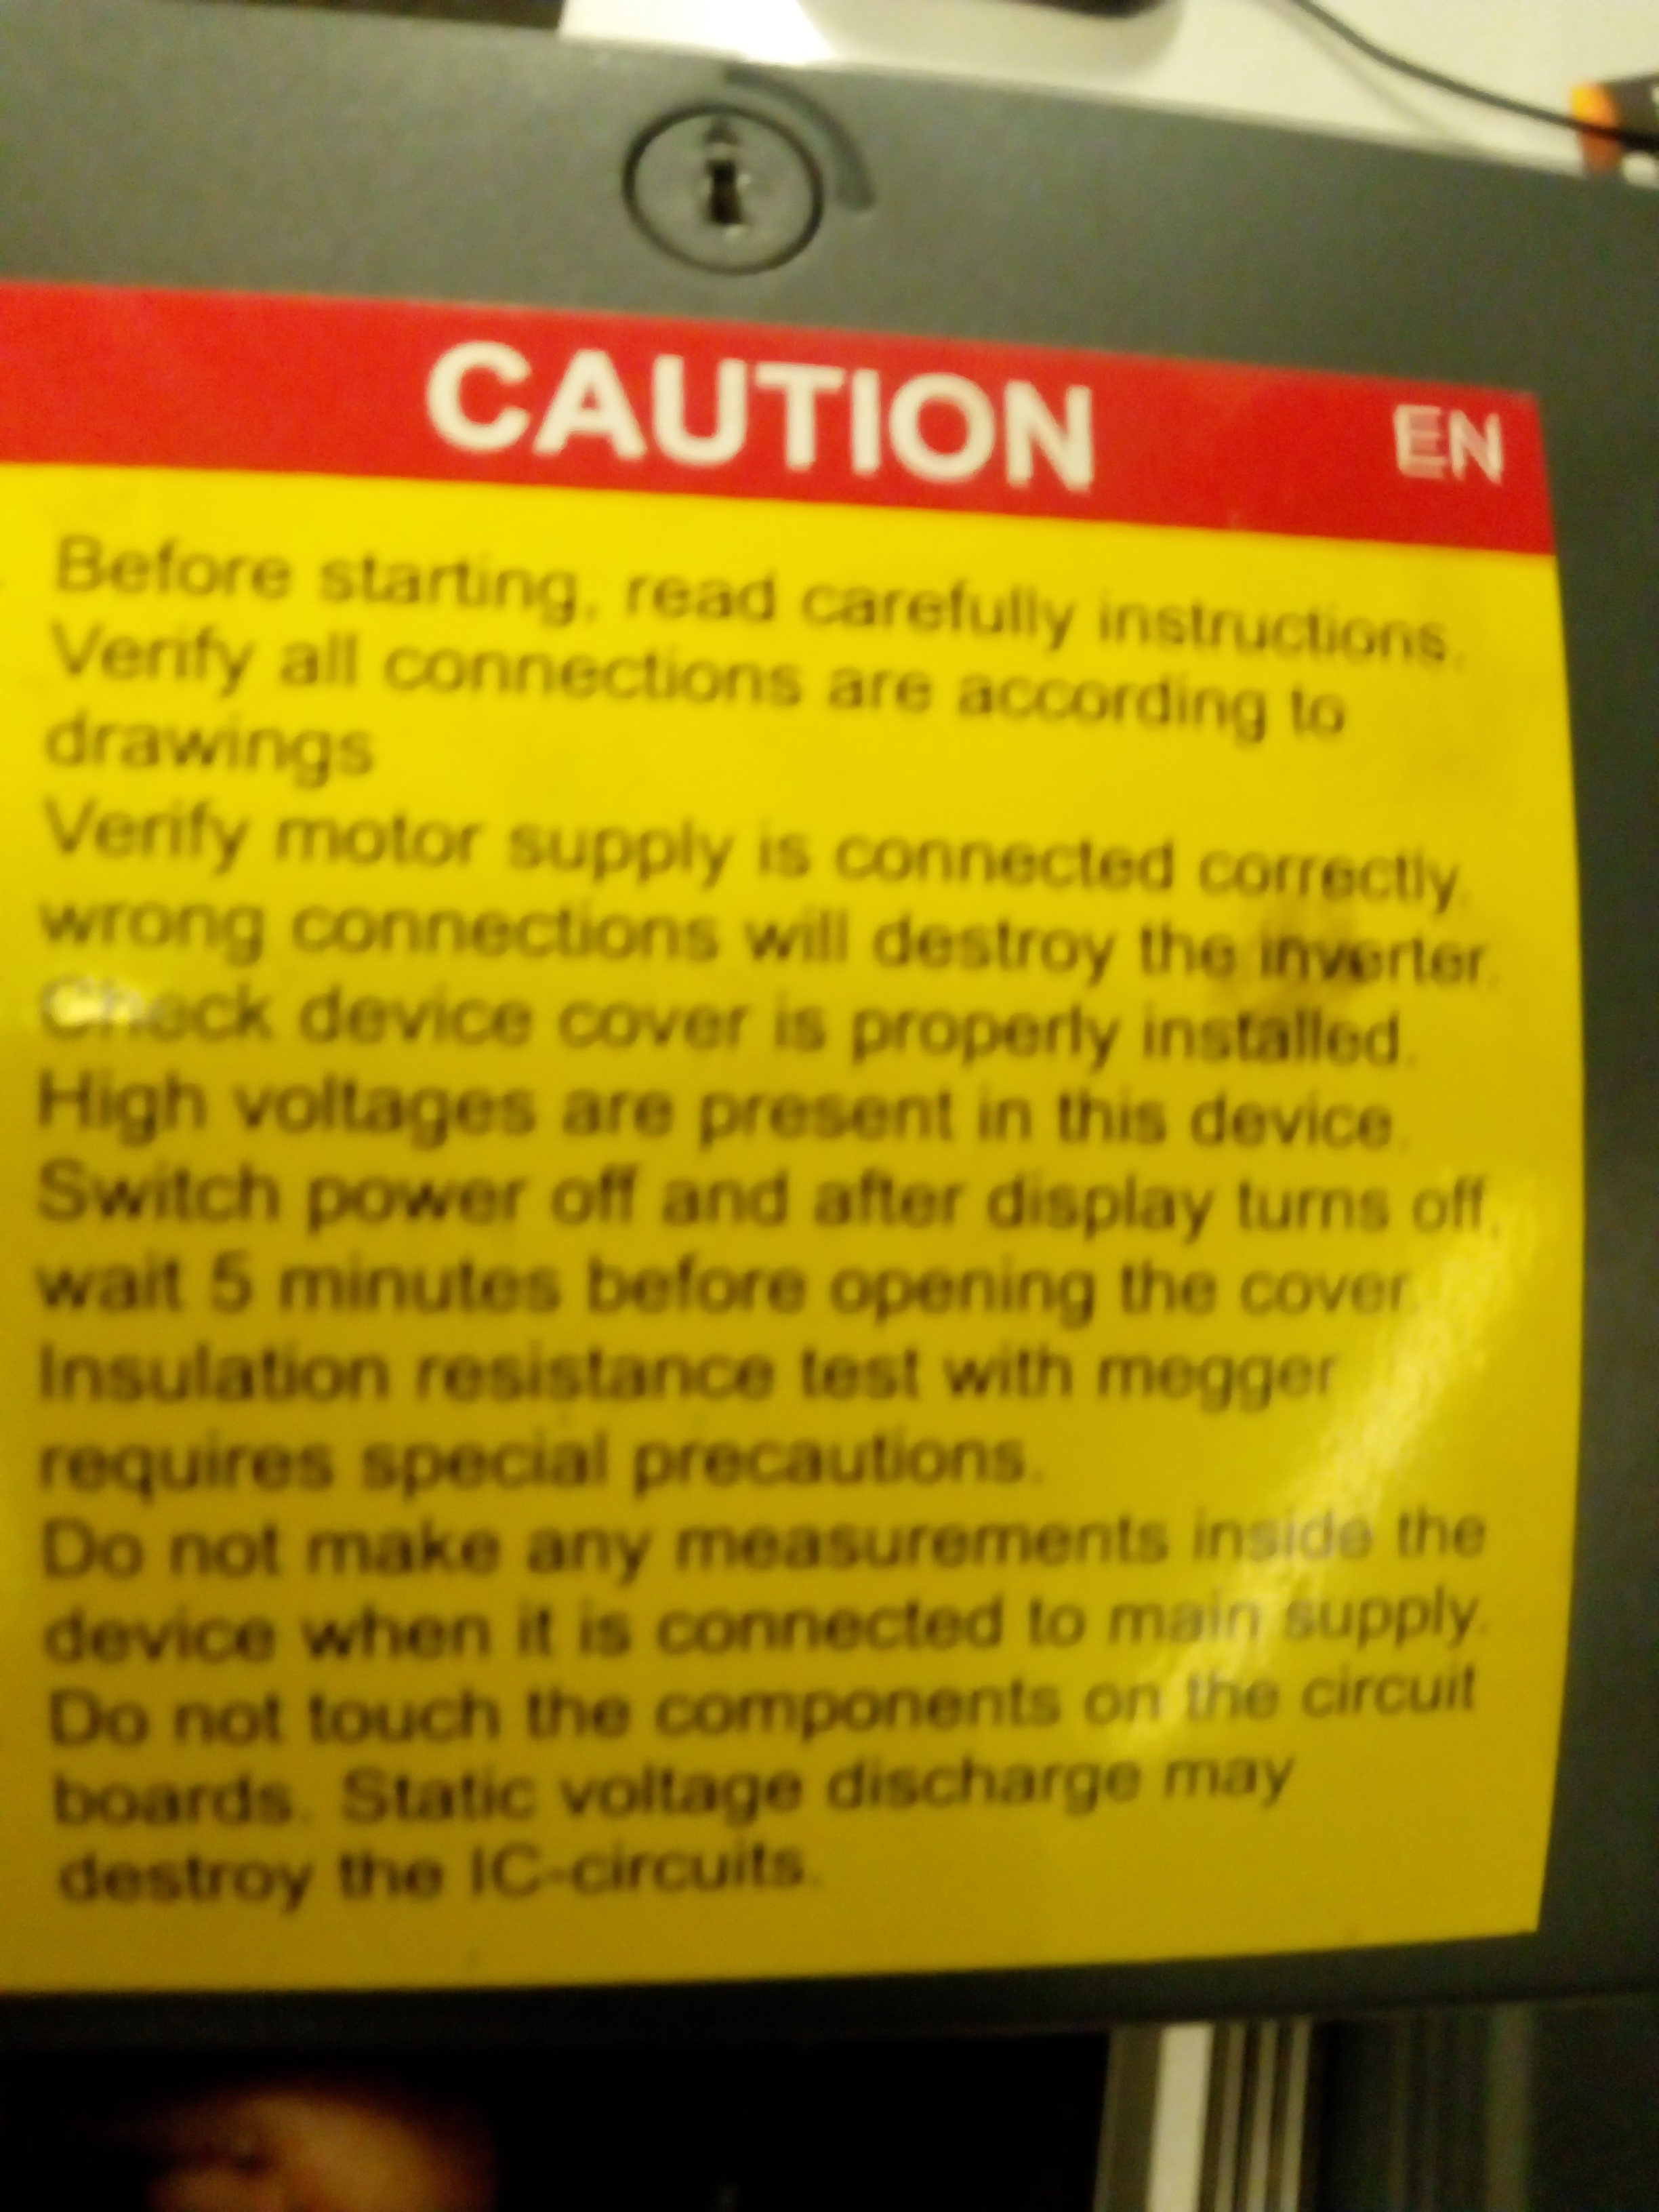 CAUTION EN
Before starting, read carefully instructions.
Verify all connections are according to
drawings
Verify motor supply is connected correctly.
wrong connections will destroy the inverter.
Check device cover is properly installed.
High voltages are present in this device.
Switch power off and after display turns off,
wait 5 minutes before opening the cover.
Insulation resistance test with megger
requires special precautions.
Do not make any measurements inside the
device when it is connected to main supply.
Do not touch the components on the circuit
boards. Static voltage discharge may
destroy the IC-circuits.